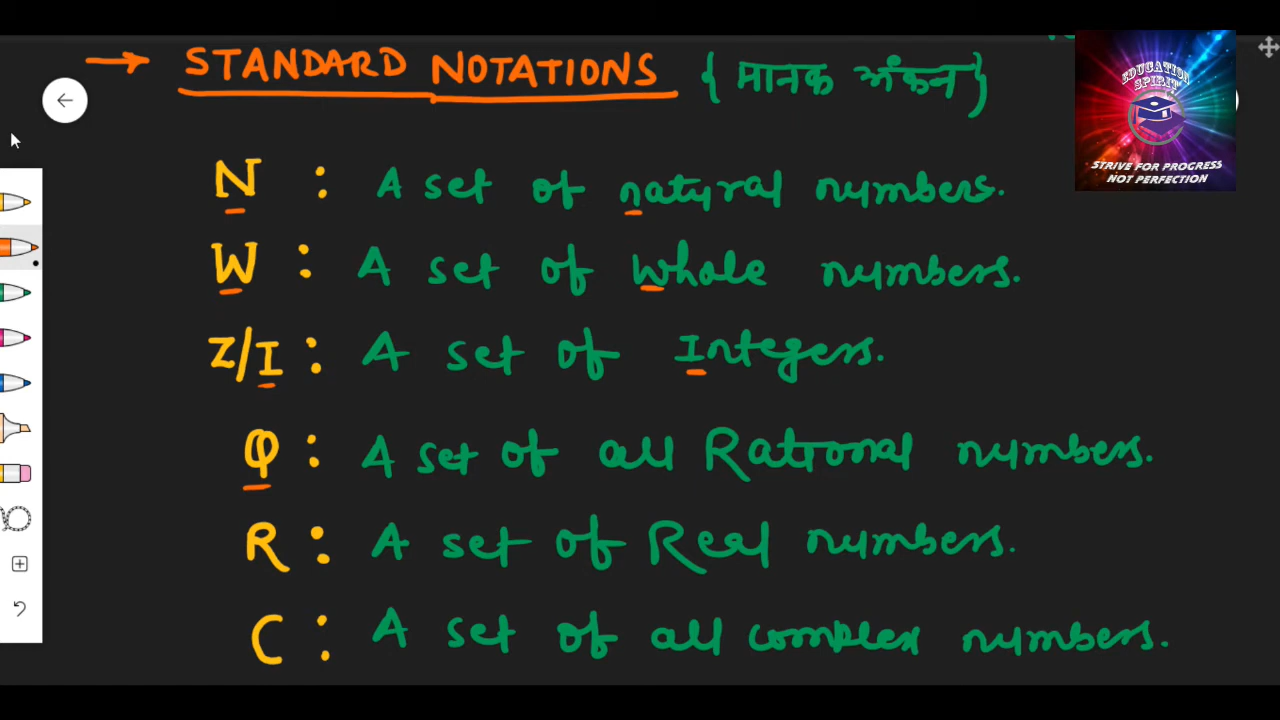 → STANDARD NOTATIONS {मानक अंकन}
EDUCATION
SPIRIT
STRIVE FOR PROGRESS
NOT PERFECTION
N : A set of natural numbers.
W : A set of whole numbers.
Z/I : A set of Integers.
Q : A set of all Rational numbers.
R : A set of Real numbers.
C : A set of all complex numbers.